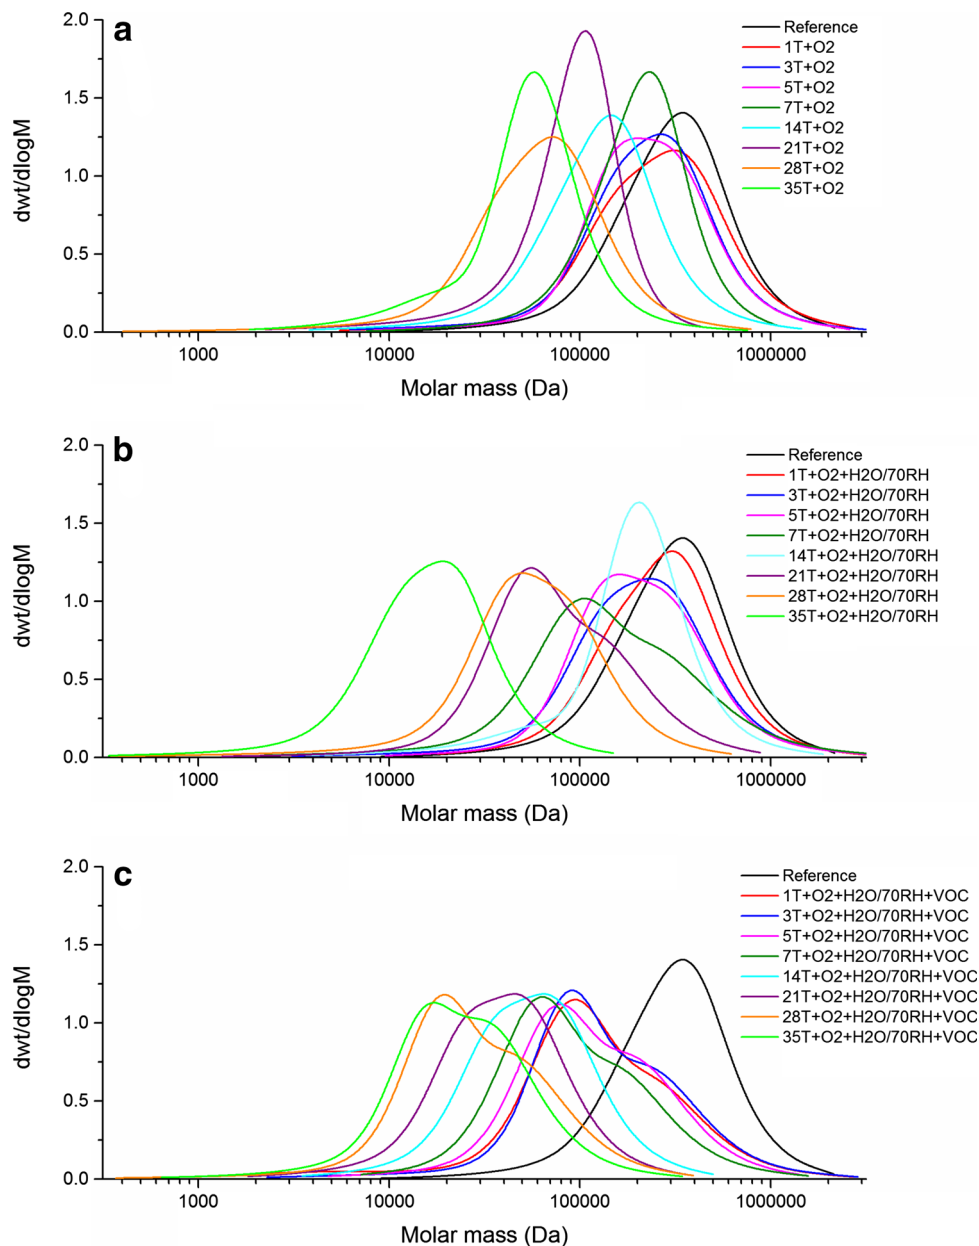 a
2.0
1.5
1.0
0.5
0.0
dwt/dlogM
1000
10000
100000
1000000
Molar mass (Da)
Reference
1T+O2
3T+O2
5T+O2
7T+O2
14T+O2
21T+O2
28T+O2
35T+O2
b
2.0
1.5
1.0
0.5
0.0
dwt/dlogM
1000
10000
100000
1000000
Molar mass (Da)
Reference
1T+O2+H2O/70RH
3T+O2+H2O/70RH
5T+O2+H2O/70RH
7T+O2+H2O/70RH
14T+O2+H2O/70RH
21T+O2+H2O/70RH
28T+O2+H2O/70RH
35T+O2+H2O/70RH
c
2.0
1.5
1.0
0.5
0.0
dwt/dlogM
1000
10000
100000
1000000
Molar mass (Da)
Reference
1T+O2+H2O/70RH+VOC
3T+O2+H2O/70RH+VOC
5T+O2+H2O/70RH+VOC
7T+O2+H2O/70RH+VOC
14T+O2+H2O/70RH+VOC
21T+O2+H2O/70RH+VOC
28T+O2+H2O/70RH+VOC
35T+O2+H2O/70RH+VOC